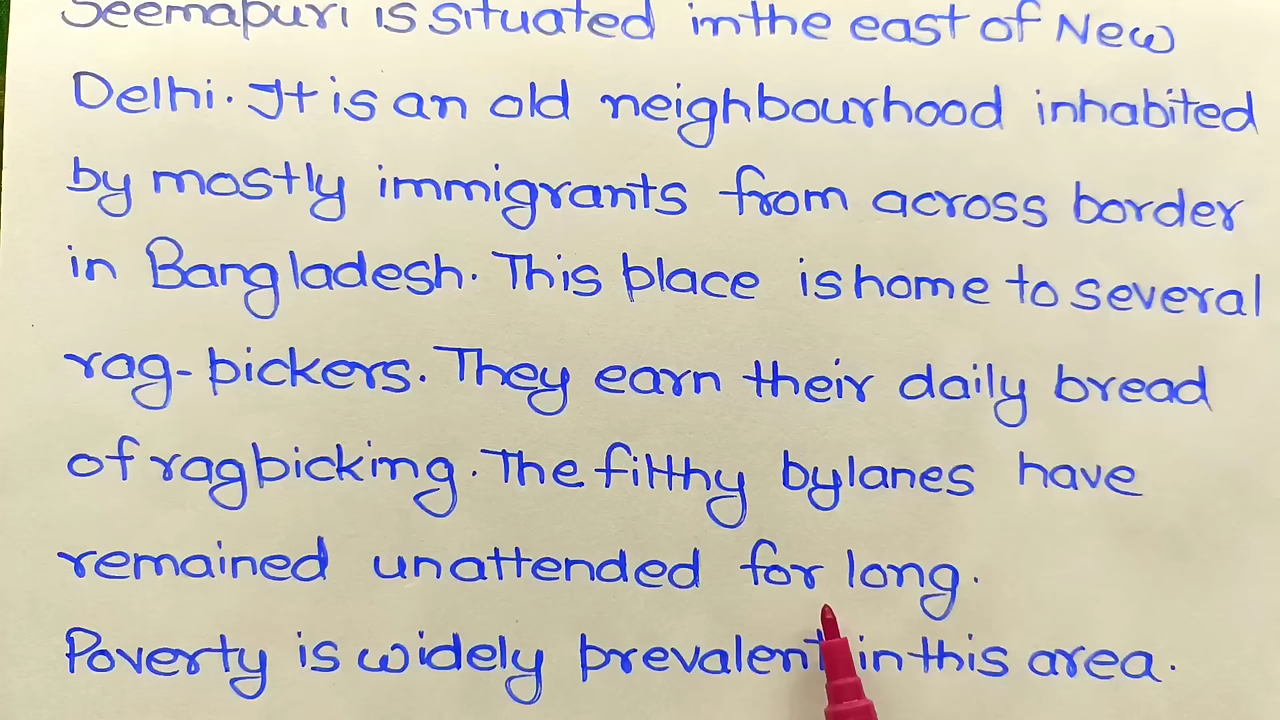 Seemapuri is situated in the east of New
Delhi. It is an old neighbourhood inhabited
by mostly immigrants from across border
in Bangladesh. This place is home to several
rag-pickers. They earn their daily bread
of ragpicking. The filthy bylanes have
remained unattended for long.
Poverty is widely prevalent in this area.